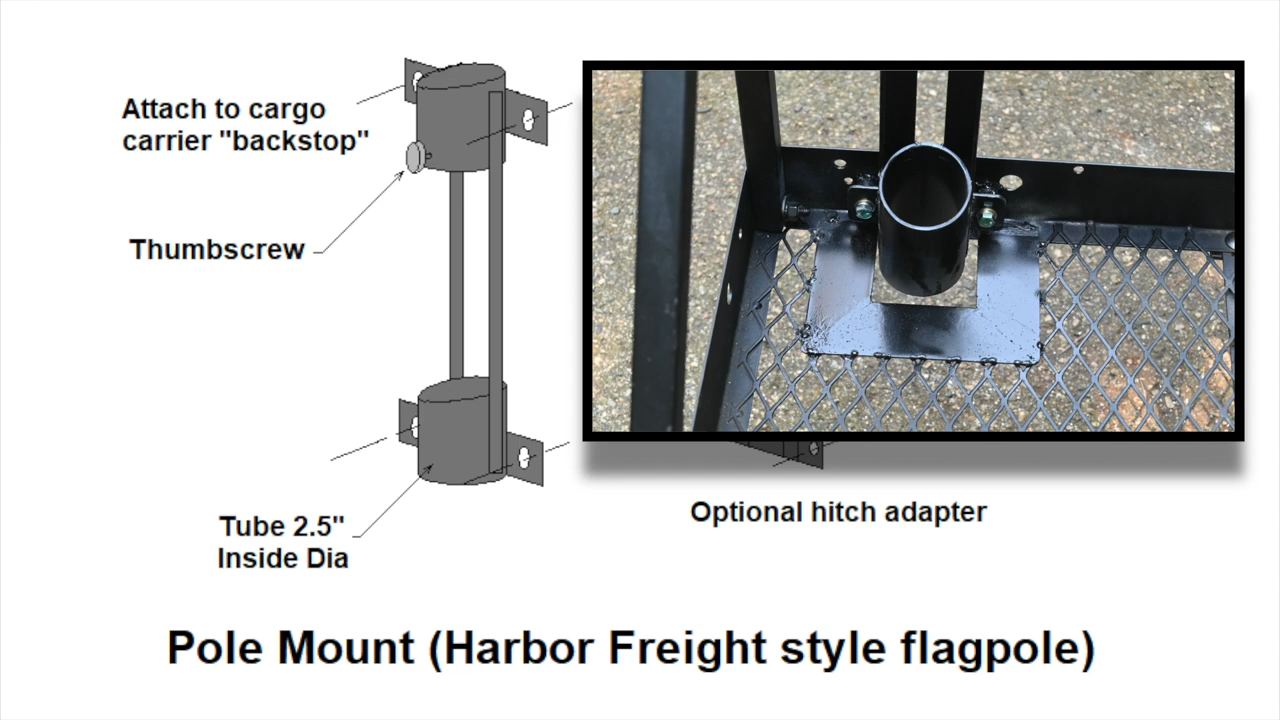 Attach to cargo
carrier "backstop"
Thumbscrew
Tube 2.5"
Inside Dia
Optional hitch adapter
Pole Mount (Harbor Freight style flagpole)